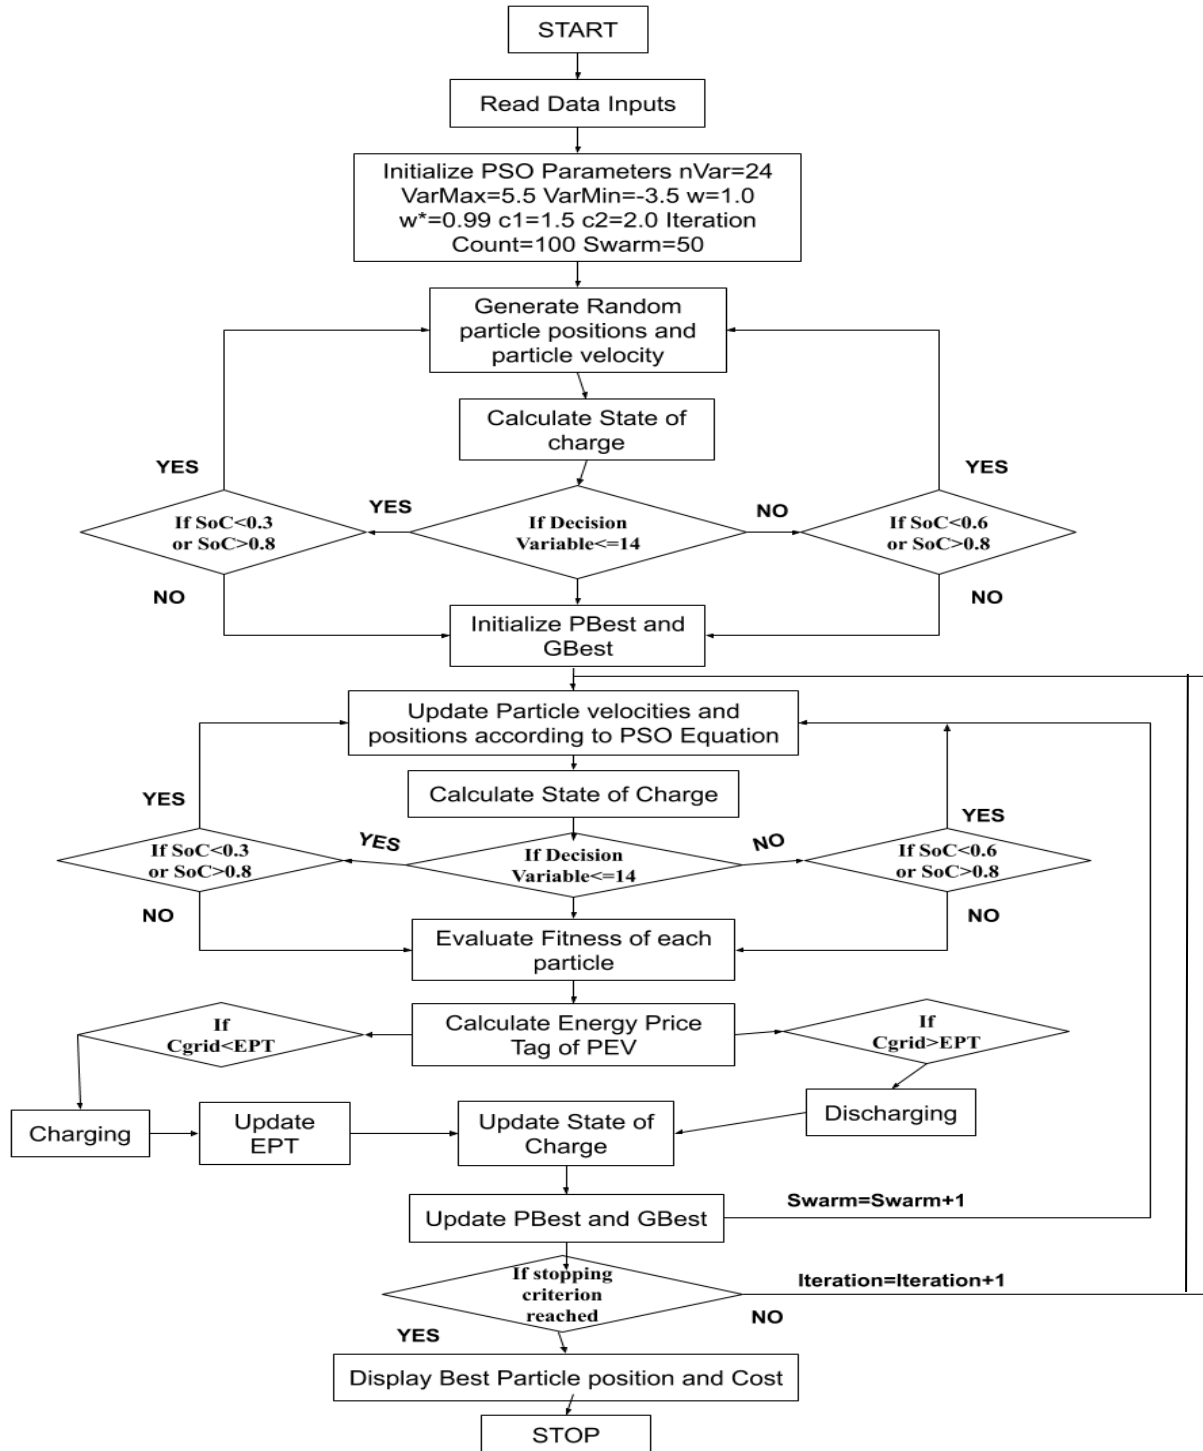 START
Read Data Inputs
Initialize PSO Parameters nVar=24
VarMax=5.5 VarMin=-3.5 w=1.0
w*=0.99 c1=1.5 c2=2.0 Iteration
Count=100 Swarm=50
Generate Random
particle positions and
particle velocity
Calculate State of
charge
YES
YES
If SoC<0.3
or SoC>0.8
YES
If Decision
Variable<=14
NO
If SoC<0.6
or SoC>0.8
NO
NO
Initialize PBest and
GBest
Update Particle velocities and
positions according to PSO Equation
Calculate State of Charge
YES
YES
If SoC<0.3
or SoC>0.8
YES
If Decision
Variable<=14
NO
If SoC<0.6
or SoC>0.8
NO
NO
Evaluate Fitness of each
particle
If
Cgrid<EPT
Calculate Energy Price
Tag of PEV
If
Cgrid>EPT
Charging
Update
EPT
Update State of
Charge
Discharging
Update PBest and GBest
Swarm=Swarm+1
If stopping
criterion
reached
Iteration=Iteration+1
NO
YES
Display Best Particle position and Cost
STOP